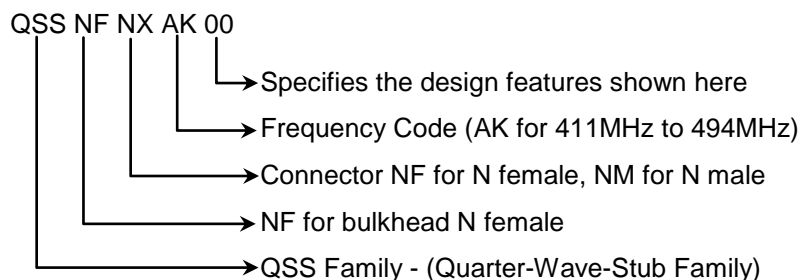 QSS NF NX AK 00
Specifies the design features shown here
Frequency Code (AK for 411MHz to 494MHz)
Connector NF for N female, NM for N male
NF for bulkhead N female
QSS Family - (Quarter-Wave-Stub Family)